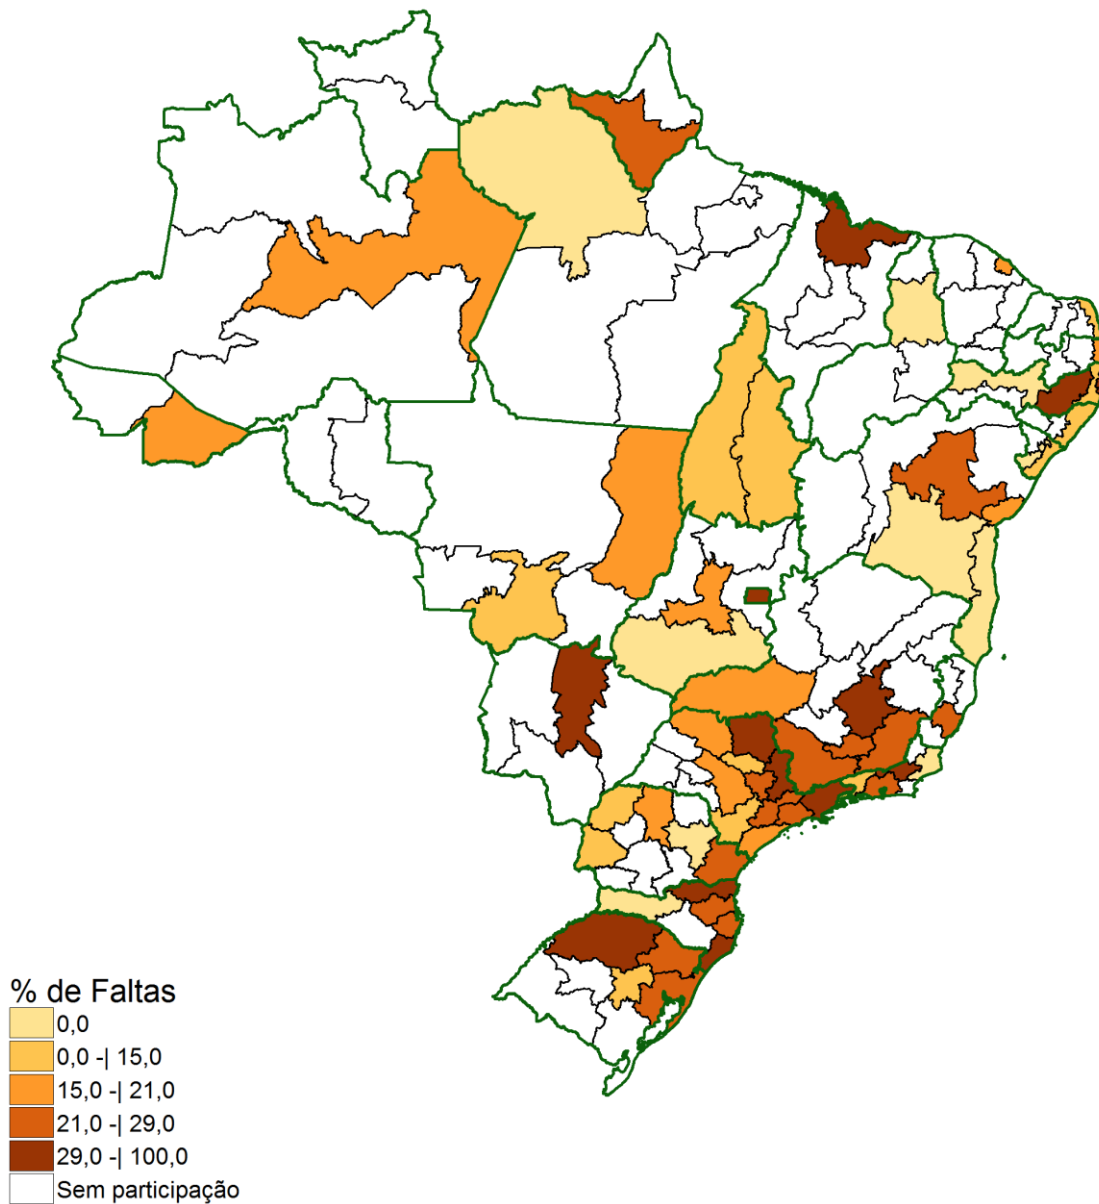 % de Faltas
0,0
0,0 -| 15,0
15,0 -| 21,0
21,0 -| 29,0
29,0 -| 100,0
Sem participação